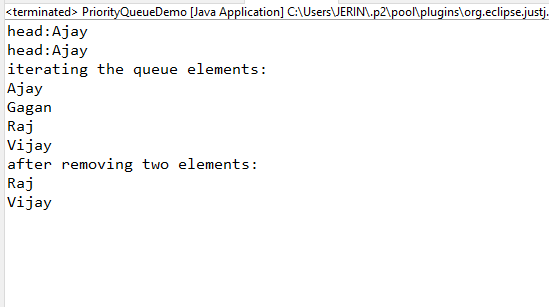 <terminated> PriorityQueueDemo [Java Application] C:\Users\JERIN\.p2\pool\plugins\org.eclipse.justj.
head:Ajay
head:Ajay
iterating the queue elements:
Ajay
Gagan
Raj
Vijay
after removing two elements:
Raj
Vijay